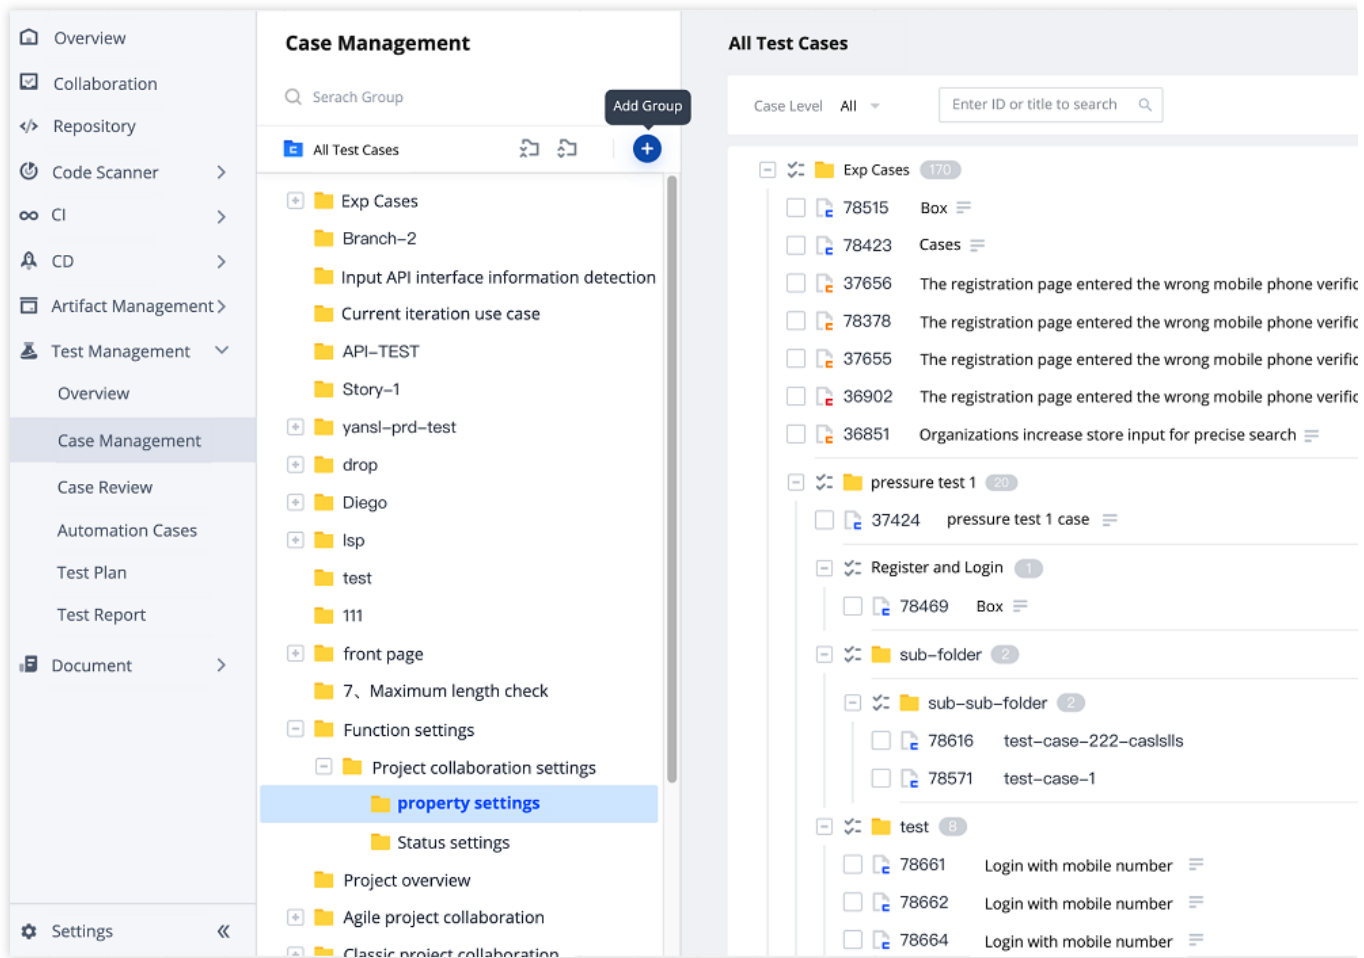 Overview
Collaboration
Repository
Code Scanner
CI
CD
Artifact Management
Test Management
Overview
Case Management
Case Review
Automation Cases
Test Plan
Test Report
Document
Settings
Case Management
Serach Group
Add Group
All Test Cases
Exp Cases
Branch-2
Input API interface information detection
Current iteration use case
API-TEST
Story-1
yansl-prd-test
drop
Diego
lsp
test
111
front page
7、Maximum length check
Function settings
Project collaboration settings
property settings
Status settings
Project overview
Agile project collaboration
Classic project collaboration
All Test Cases
Case Level All
Enter ID or title to search
Exp Cases 170
78515 Box
78423 Cases
37656 The registration page entered the wrong mobile phone verific
78378 The registration page entered the wrong mobile phone verific
37655 The registration page entered the wrong mobile phone verific
36902 The registration page entered the wrong mobile phone verific
36851 Organizations increase store input for precise search
pressure test 1 20
37424 pressure test 1 case
Register and Login 1
78469 Box
sub-folder 2
sub-sub-folder 2
78616 test-case-222-caslslls
78571 test-case-1
test 8
78661 Login with mobile number
78662 Login with mobile number
78664 Login with mobile number